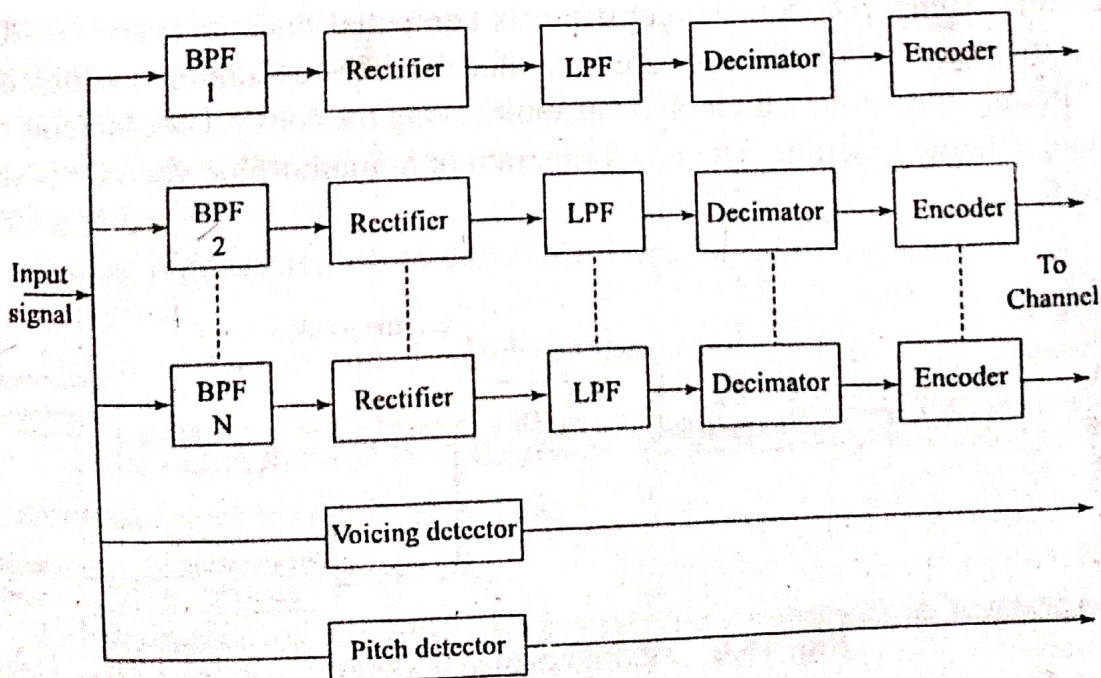 BPF
1
Rectifier
LPF
Decimator
Encoder
BPF
2
Rectifier
LPF
Decimator
Encoder
Input
signal
To
Channel
BPF
N
Rectifier
LPF
Decimator
Encoder
Voicing detector
Pitch detector